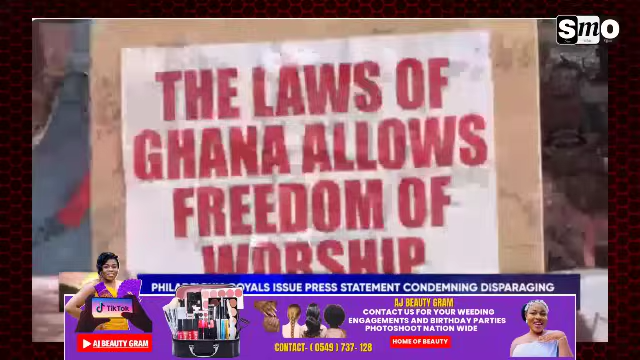 SmO
THE LAWS OF
GHANA ALLOWS
FREEDOM OF
WORSHIP
ROYALS ISSUE PRESS STATEMENT CONDEMNING DISPARAGING
TikTok
AJ BEAUTY GRAM
AJ BEAUTY GRAM
CONTACT US FOR YOUR WEDDING
ENGAGEMENTS AND BIRTHDAY PARTIES
PHOTOSHOOT NATION WIDE
HOME OF BEAUTY
CONTACT- ( 0549 ) 737- 128